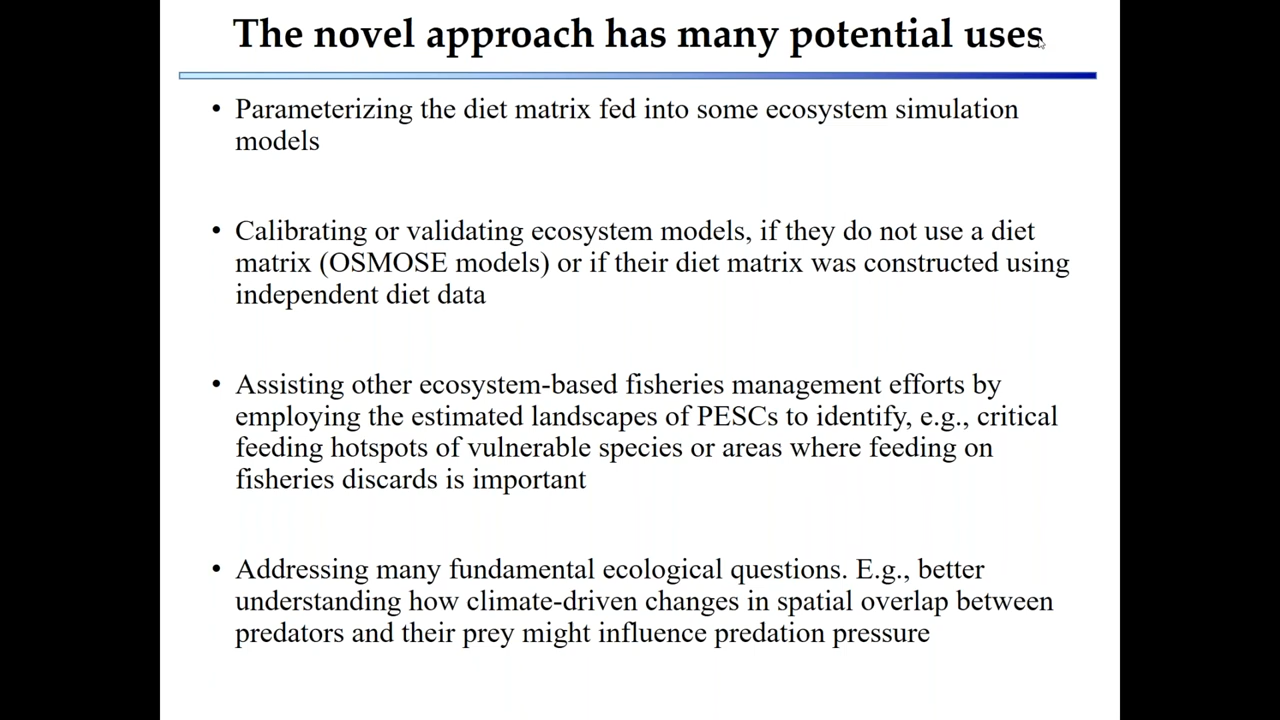 The novel approach has many potential uses
• Parameterizing the diet matrix fed into some ecosystem simulation
models
• Calibrating or validating ecosystem models, if they do not use a diet
matrix (OSMOSE models) or if their diet matrix was constructed using
independent diet data
• Assisting other ecosystem-based fisheries management efforts by
employing the estimated landscapes of PESCs to identify, e.g., critical
feeding hotspots of vulnerable species or areas where feeding on
fisheries discards is important
• Addressing many fundamental ecological questions. E.g., better
understanding how climate-driven changes in spatial overlap between
predators and their prey might influence predation pressure